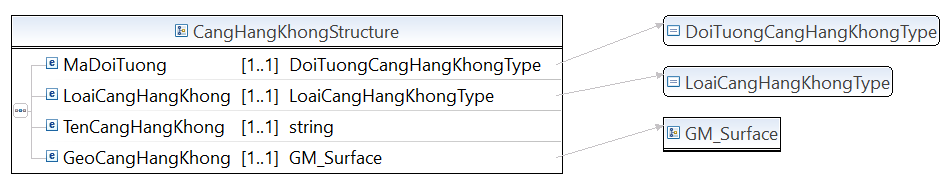 CangHangKhongStructure
MaDoiTuong [1..1] DoiTuongCangHangKhongType
LoaiCangHangKhong [1..1] LoaiCangHangKhongType
TenCangHangKhong [1..1] string
GeoCangHangKhong [1..1] GM_Surface
DoiTuongCangHangKhongType
LoaiCangHangKhongType
GM_Surface